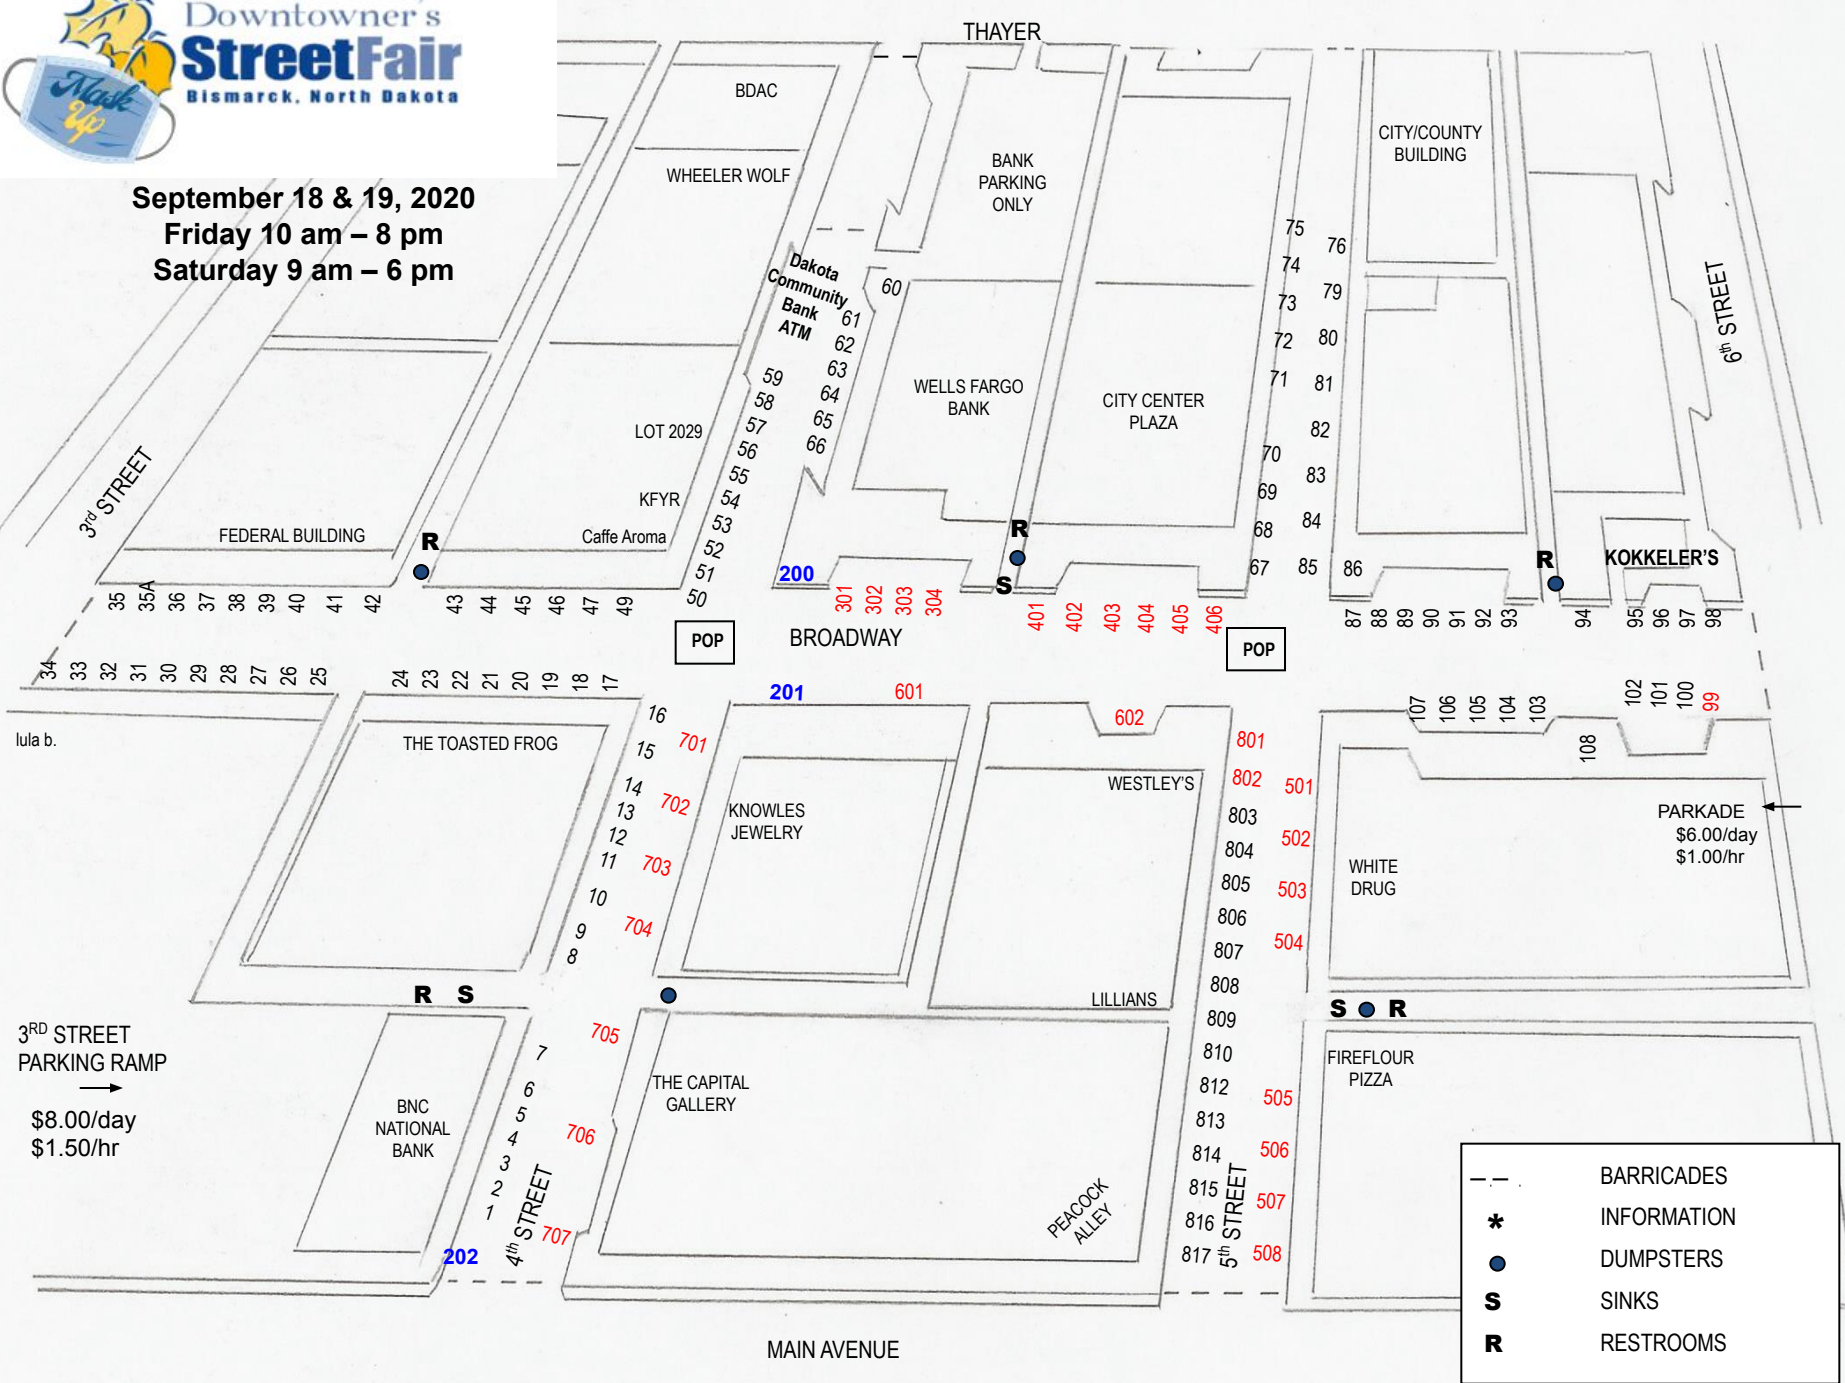 Downtowner's
StreetFair
Bismarck, North Dakota
Mask
Up
September 18 & 19, 2020
Friday 10 am – 8 pm
Saturday 9 am – 6 pm
THAYER
BDAC
WHEELER WOLF
BANK
PARKING
ONLY
CITY/COUNTY
BUILDING
Dakota
Community
Bank
ATM
60
61
62
63
64
65
66
59
58
57
56
55
54
53
52
51
50
75
74
73
72
71
70
69
68
67
76
79
80
81
82
83
84
85
86
6th STREET
3rd STREET
LOT 2029
KFYR
Caffe Aroma
FEDERAL BUILDING
R
WELLS FARGO
BANK
CITY CENTER
PLAZA
R
S
R
KOKKELER'S
35
35A
36
37
38
39
40
41
42
43
44
45
46
47
49
200
301
302
303
304
401
402
403
404
405
406
87
88
89
90
91
92
93
94
95
96
97
98
POP
BROADWAY
POP
34
33
32
31
30
29
28
27
26
25
24
23
22
21
20
19
18
17
201
601
602
107
106
105
104
103
108
102
101
100
99
lula b.
THE TOASTED FROG
16
15
14
13
12
11
10
9
8
7
6
5
4
3
2
1
701
702
703
704
705
706
707
KNOWLES
JEWELRY
WESTLEY'S
LILLIANS
801
802
803
804
805
806
807
808
809
810
812
813
814
815
816
817
501
502
503
504
505
506
507
508
WHITE
DRUG
PARKADE
$6.00/day
$1.00/hr
R S
S R
3RD STREET
PARKING RAMP
$8.00/day
$1.50/hr
BNC
NATIONAL
BANK
202
4th STREET
THE CAPITAL
GALLERY
PEACOCK
ALLEY
5th STREET
FIREFLOUR
PIZZA
MAIN AVENUE
BARRICADES
* INFORMATION
DUMPSTERS
S SINKS
R RESTROOMS